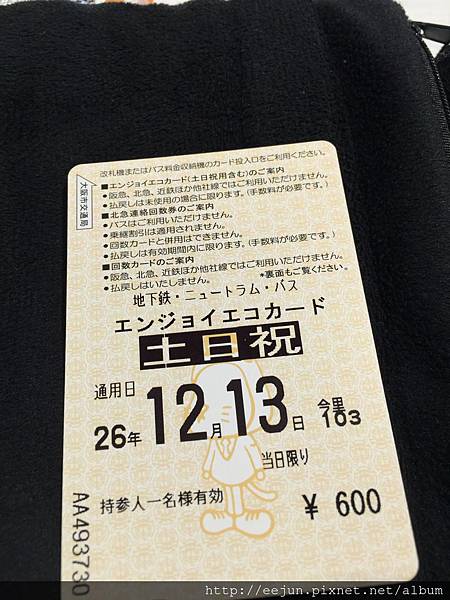 改札機またはバス料金収納機のカード投入口をご利用ください。
■エンジョイエコカード(土日祝用含む)のご案内
●阪急、北急、近鉄ほか他社線ではご利用いただけません。
●払戻しは未使用の場合に限ります。(手数料が必要です。)
■北急連絡回数券のご案内
●バスはご利用いただけません。
●乗継割引は適用されません。
●回数カードと併用はできません。
●払戻しは有効期間内に限ります。(手数料が必要です。)
■回数カードのご案内
●阪急、北急、近鉄ほか他社線ではご利用いただけません。
●払戻しはいたしません。 *裏面もご覧ください。
大阪市交通局
地下鉄・ニュートラム・バス
エンジョイエコカード
土日祝
通用日
26年12月13日 今里
103
当日限り
持参人一名様有効 ¥ 600
AA493730
http://eejun.pixnet.net/album